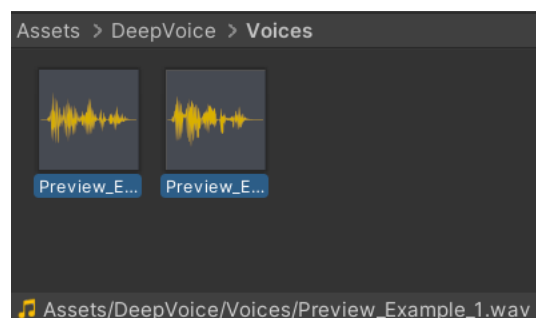 Assets > DeepVoice > Voices
Preview_E... Preview_E...
Assets/DeepVoice/Voices/Preview_Example_1.wav